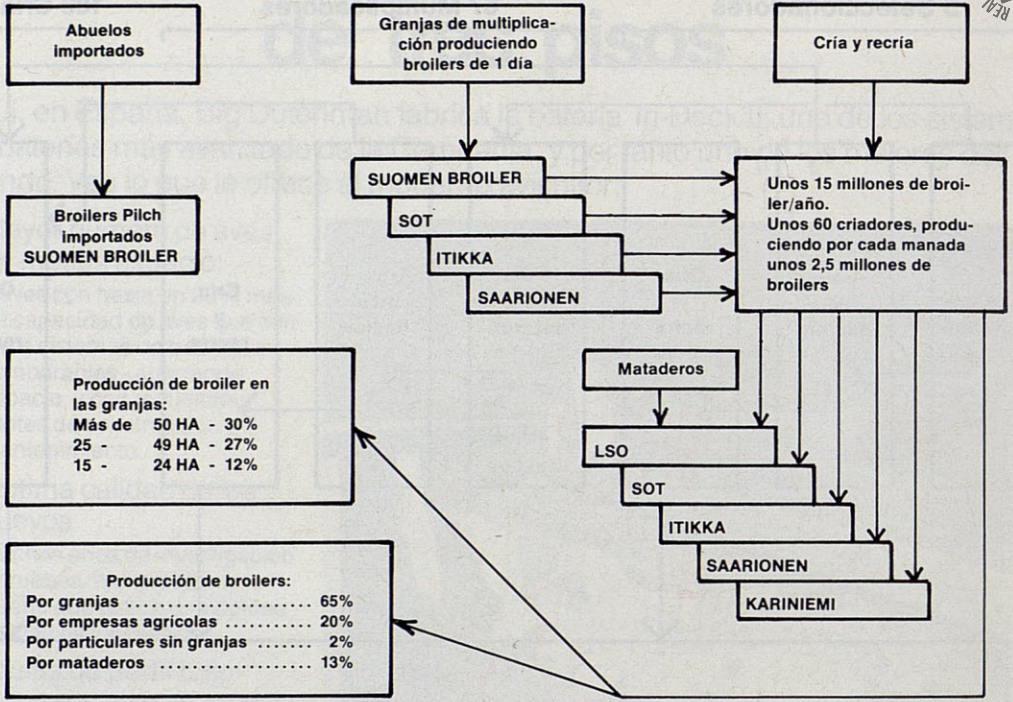 Abuelos
importados
Granjas de multiplica-
ción produciendo
broilers de 1 día
Cría y recría
Broilers Pilch
importados
SUOMEN BROILER
SUOMEN BROILER
SOT
ITIKKA
SAARIONEN
Unos 15 millones de broi-
ler/año.
Unos 60 criadores, produ-
ciendo por cada manada
unos 2,5 millones de
broilers
Producción de broiler en
las granjas:
Más de 50 HA - 30%
25 - 49 HA - 27%
15 - 24 HA - 12%
Mataderos
LSO
SOT
ITIKKA
SAARIONEN
KARINIEMI
Producción de broilers:
Por granjas ........................ 65%
Por empresas agrícolas ............ 20%
Por particulares sin granjas ....... 2%
Por mataderos ..................... 13%